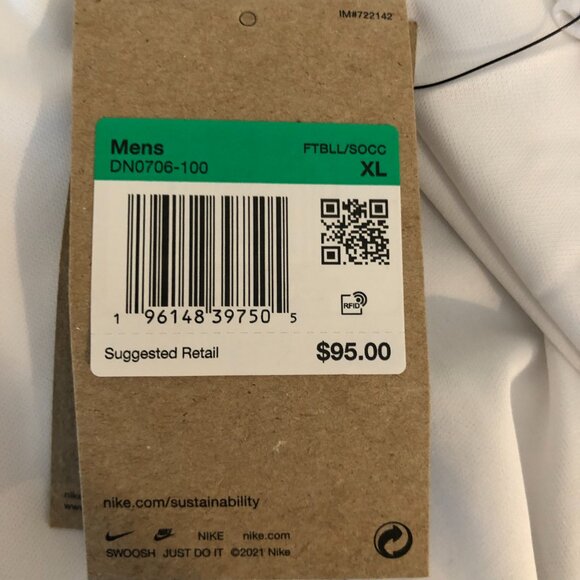 IM#722142
Mens FTBLL/SOCC
DN0706-100 XL
RFID
1 96148 39750 5
Suggested Retail $95.00
nike.com/sustainability
NIKE nike.com
SWOOSH JUST DO IT ©2021 Nike